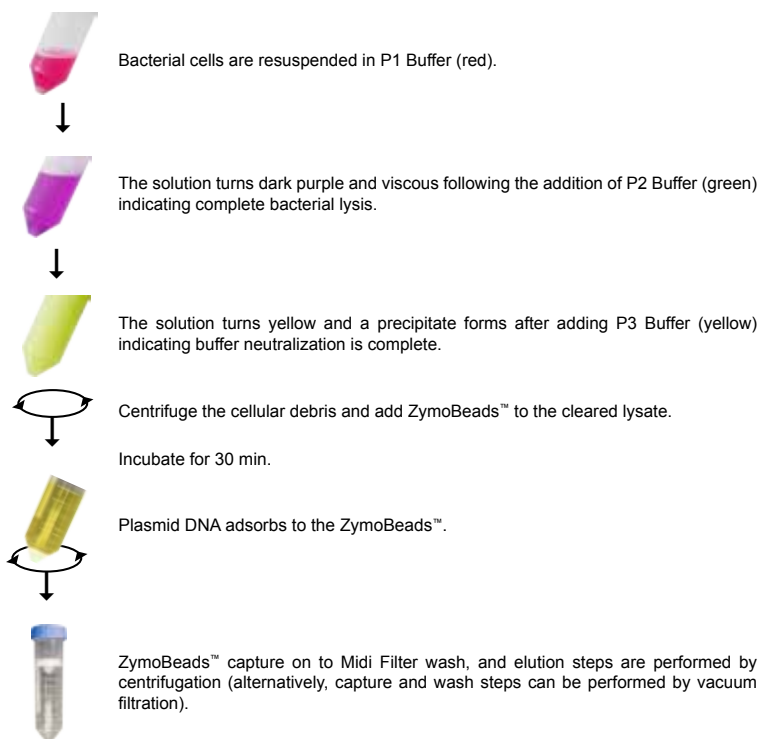 Bacterial cells are resuspended in P1 Buffer (red).
The solution turns dark purple and viscous following the addition of P2 Buffer (green)
indicating complete bacterial lysis.
The solution turns yellow and a precipitate forms after adding P3 Buffer (yellow)
indicating buffer neutralization is complete.
Centrifuge the cellular debris and add ZymoBeads™ to the cleared lysate.
Incubate for 30 min.
Plasmid DNA adsorbs to the ZymoBeads™.
ZymoBeads™ capture on to Midi Filter wash, and elution steps are performed by
centrifugation (alternatively, capture and wash steps can be performed by vacuum
filtration).